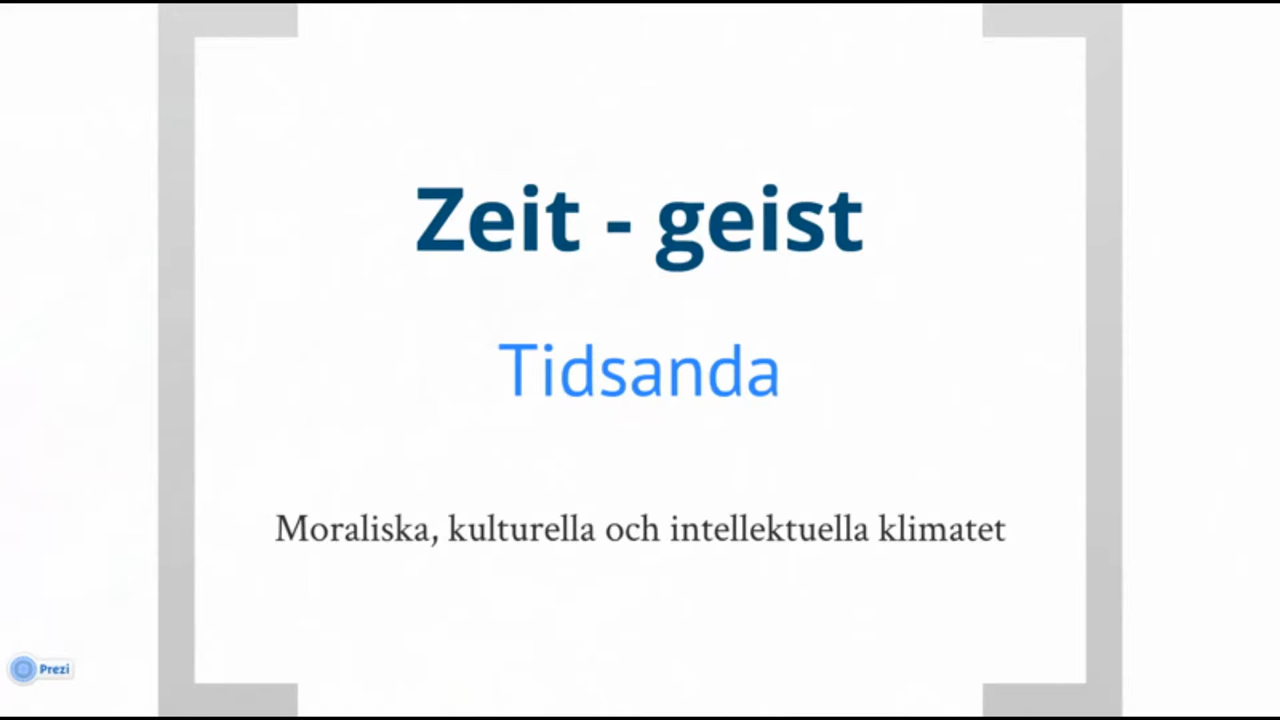 Zeit - geist
Tidsanda
Moraliska, kulturella och intellektuella klimatet
Prezi